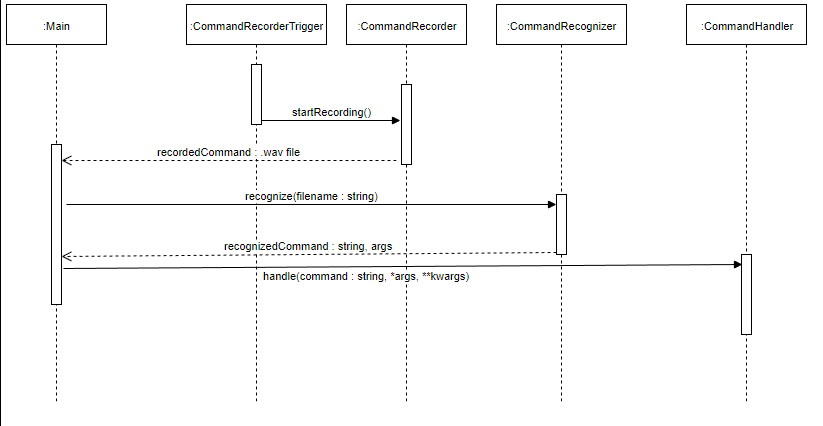 :Main
:CommandRecorderTrigger
:CommandRecorder
:CommandRecognizer
:CommandHandler
startRecording()
recordedCommand : .wav file
recognize(filename : string)
recognizedCommand : string, args
handle(command : string, *args, **kwargs)